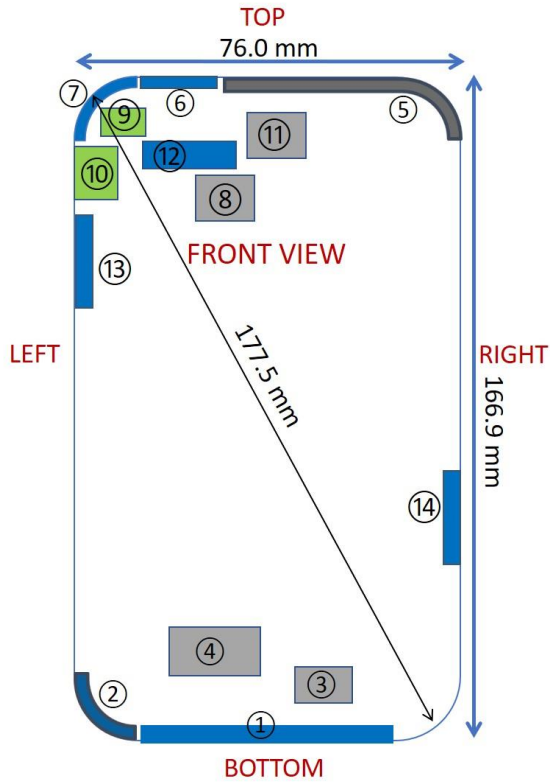 TOP
76.0 mm
⑦
⑥
⑤
⑨
⑪
⑫
⑩
⑧
FRONT VIEW
⑬
177.5 mm
LEFT
RIGHT
166.9 mm
⑭
④
③
②
①
BOTTOM